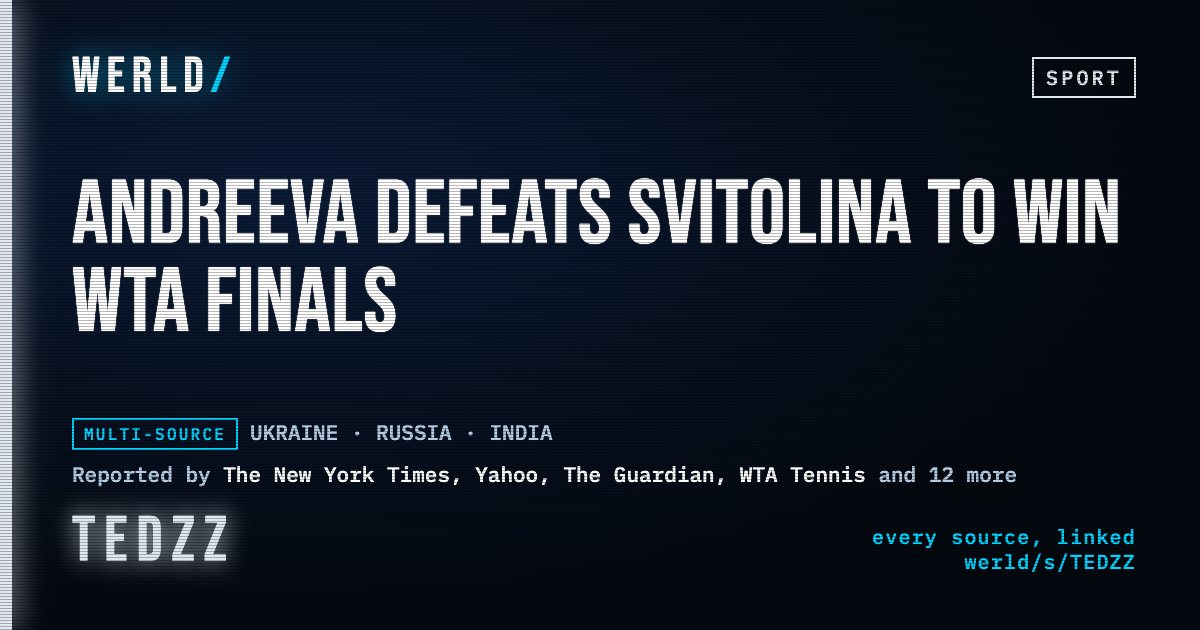 WERLD/
SPORT
ANDREEVA DEFEATS SVITOLINA TO WIN
WTA FINALS
MULTI-SOURCE UKRAINE · RUSSIA · INDIA
Reported by The New York Times, Yahoo, The Guardian, WTA Tennis and 12 more
TEDZZ
every source, linked
werld/s/TEDZZ